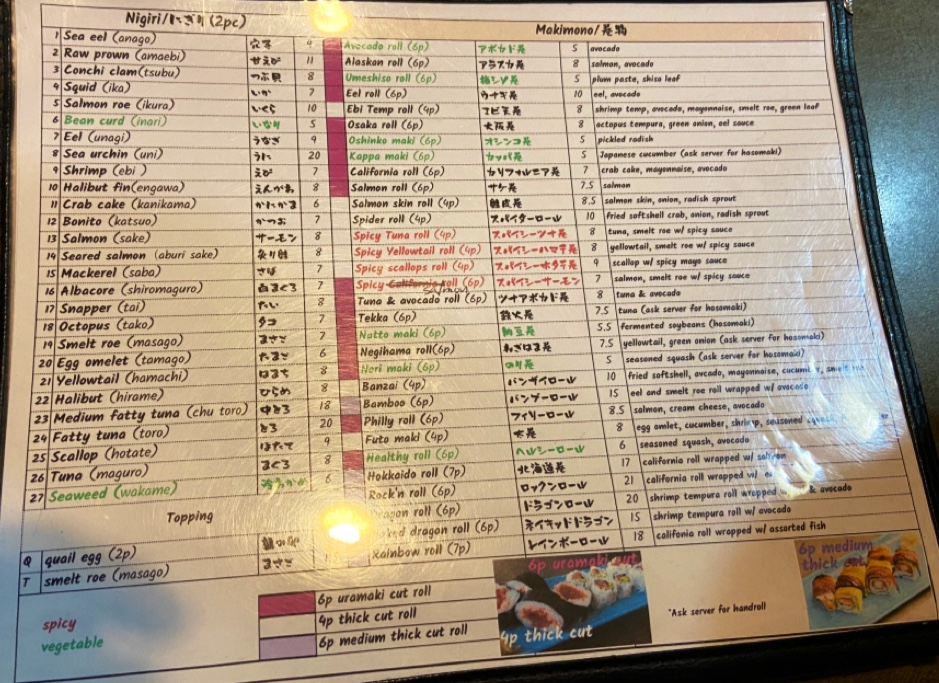 Nigiri/にぎり (2pc)
1 Sea eel (anago) 穴子 9
2 Raw prown (amaebi) 甘えび 11
3 Conchi clam(tsubu) つぶ貝 8
4 Squid (ika) いか 7
5 Salmon roe (ikura) いくら 10
6 Bean curd (inari) いなり 5
7 Eel (unagi) うなぎ 9
8 Sea urchin (uni) うに 20
9 Shrimp (ebi ) えび 7
10 Halibut fin(engawa) えんがわ 8
11 Crab cake (kanikama) かにかま 6
12 Bonito (katsuo) かつお 7
13 Salmon (sake) サーモン 8
14 Seared salmon (aburi sake) 炙り鮭 8
15 Mackerel (saba) さば 7
16 Albacore (shiromaguro) 白まぐろ 7
17 Snapper (tai) たい 8
18 Octopus (tako) タコ 7
19 Smelt roe (masago) まさご 7
20 Egg omelet (tamago) たまご 6
21 Yellowtail (hamachi) はまち 8
22 Halibut (hirame) ひらめ 8
23 Medium fatty tuna (chu toro) 中とろ 18
24 Fatty tuna (toro) とろ 20
25 Scallop (hotate) ほたて 9
26 Tuna (maguro) まぐろ 8
27 Seaweed (wakame) 6
Topping
Q quail egg (2p)
T smelt roe (masago) まさご
Makimono/巻物
Avocado roll (6p) アボカド巻 5 avocado
Alaskan roll (6p) アラスカ巻 8 salmon, avocado
Umeshiso roll (6p) 梅シソ巻 5 plum paste, shiso leaf
Eel roll (6p) ウナギ巻 10 eel, avocado
Ebi Temp roll (4p) エビ天巻 8 shrimp temp, avocado, mayonnaise, smelt roe, green leaf
Osaka roll (6p) 大阪巻 8 octopus tempura, green onion, eel sauce
Oshinko maki (6p) オシンコ巻 5 pickled radish
Kappa maki (6p) カッパ巻 5 Japanese cucumber (ask server for hosomaki)
California roll (6p) カリフォルニア巻 7 crab cake, mayonnaise, avocado
Salmon roll (6p) サケ巻 7.5 salmon
Salmon skin roll (4p) 鮭皮巻 8.5 salmon skin, onion, radish sprout
Spider roll (4p) スパイダーロール 10 fried softshell crab, onion, radish sprout
Spicy Tuna roll (4p) スパイシーツナ巻 8 tuna, smelt roe w/ spicy sauce
Spicy Yellowtail roll (4p) スパイシーハマチ巻 8 yellowtail, smelt roe w/ spicy sauce
Spicy scallops roll (4p) スパイシーホタテ巻 9 scallop w/ spicy mayo sauce
Spicy California roll (6p) スパイシーサーモン 7 salmon, smelt roe w/ spicy sauce
Salmon
Tuna & avocado roll (6p) ツナアボカド巻 8 tuna & avocado
Tekka (6p) 鉄火巻 7.5 tuna (ask server for hosomaki)
Natto maki (6p) 納豆巻 5.5 fermented soybeans (hosomaki)
Negihama roll(6p) ねぎはま巻 7.5 yellowtail, green onion (ask server for hosomaki)
Nori maki (6p) のり巻 5 seasoned squash (ask server for hosomaki)
Banzai (4p) バンザイロール 10 fried softshell, avcado, mayonnaise, cucumber, smelt roe
Bamboo (6p) バンブーロール 15 eel and smelt roe roll wrapped w/ avocado
Philly roll (6p) フィリーロール 8.5 salmon, cream cheese, avocado
Futo maki (4p) 太巻 8 egg omlet, cucumber, shrimp, seasoned
Healthy roll (6p) ヘルシーロール 6 seasoned squash, avocado
Hokkaido roll (7p) 北海道巻 17 california roll wrapped w/ salmon
Rock'n roll (6p) ロックンロール 21 california roll wrapped w/
Dragon roll (6p) ドラゴンロール 20 shrimp tempura roll wrapped & avocado
dragon roll (6p) ネイキッドドラゴン 15 shrimp tempura roll w/ avocado
Rainbow roll (7p) レインボーロール 18 califonia roll wrapped w/ assorted fish
spicy
vegetable
6p uramaki cut roll
4p thick cut roll
6p medium thick cut roll
6p uramaki cut
4p thick cut
*Ask server for handroll
6p medium
thick cut